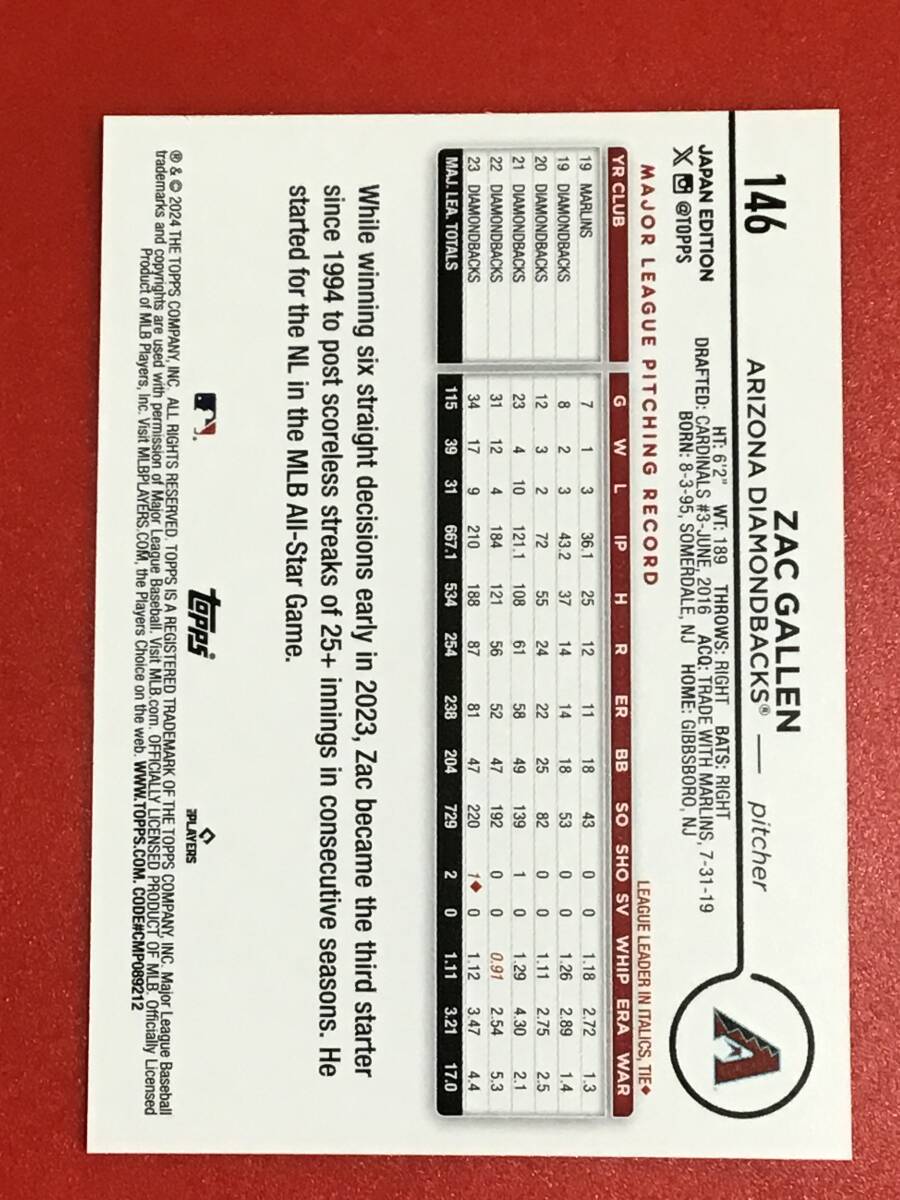 146
ZAC GALLEN
ARIZONA DIAMONDBACKS® — pitcher
JAPAN EDITION
X @TOPPS
HT: 6'2" WT: 189 THROWS: RIGHT BATS: RIGHT
DRAFTED: CARDINALS #3-JUNE, 2016 ACQ: TRADE WITH MARLINS, 7-31-19
BORN: 8-3-95, SOMERDALE, NJ HOME: GIBBSBORO, NJ
MAJOR LEAGUE PITCHING RECORD
LEAGUE LEADER IN ITALICS, TIE◆
YR CLUB G W L IP H R ER BB SO SHO SV WHIP ERA WAR
19 MARLINS 7 1 3 36.1 25 12 11 18 43 0 0 1.18 2.72 1.3
19 DIAMONDBACKS 8 2 3 43.2 37 14 14 18 53 0 0 1.26 2.89 1.4
20 DIAMONDBACKS 12 3 2 72 55 24 22 25 82 0 0 1.11 2.75 2.5
21 DIAMONDBACKS 23 4 10 121.1 108 61 58 49 139 1 0 1.29 4.30 2.1
22 DIAMONDBACKS 31 12 4 184 121 56 52 47 192 0 0 0.91 2.54 5.3
23 DIAMONDBACKS 34 17 9 210 188 87 81 47 220 1◆ 0 1.12 3.47 4.4
MAJ. LEA. TOTALS 115 39 31 667.1 534 254 238 204 729 2 0 1.11 3.21 17.0
While winning six straight decisions early in 2023, Zac became the third starter
since 1994 to post scoreless streaks of 25+ innings in consecutive seasons. He
started for the NL in the MLB All-Star Game.
topps
PLAYERS
® & © 2024 THE TOPPS COMPANY, INC. ALL RIGHTS RESERVED. TOPPS IS A REGISTERED TRADEMARK OF THE TOPPS COMPANY, INC. Major League Baseball
trademarks and copyrights are used with permission of Major League Baseball. Visit MLB.com. OFFICIALLY LICENSED PRODUCT OF MLB. Officially Licensed
Product of MLB Players, Inc. Visit MLBPLAYERS.COM, the Players Choice on the web. WWW.TOPPS.COM. CODE#CMP089212